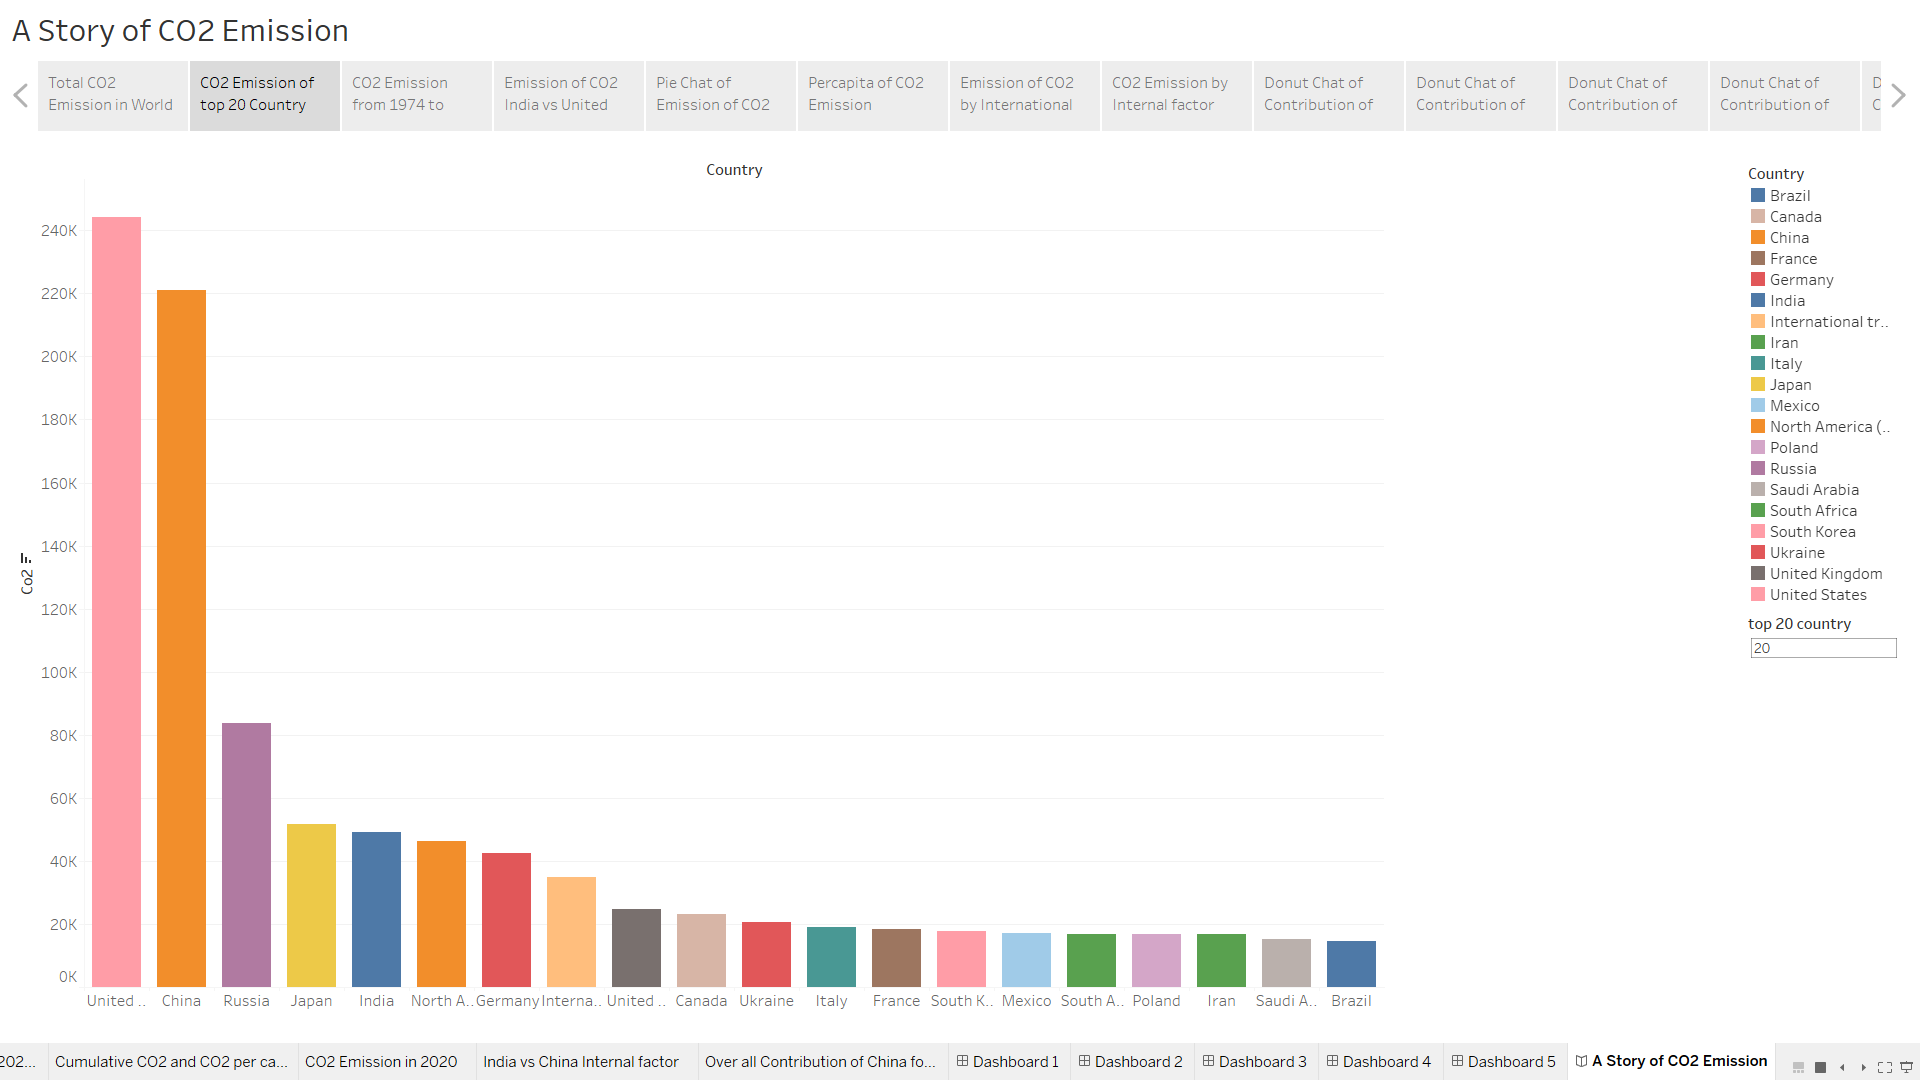 A Story of CO2 Emission
Total CO2
Emission in World
CO2 Emission of
top 20 Country
CO2 Emission
from 1974 to
Emission of CO2
India vs United
Pie Chat of
Emission of CO2
Percapita of CO2
Emission
Emission of CO2
by International
CO2 Emission by
Internal factor
Donut Chat of
Contribution of
Donut Chat of
Contribution of
Donut Chat of
Contribution of
Donut Chat of
Contribution of
D
C
Country
240K
220K
200K
180K
160K
140K
120K
100K
80K
60K
40K
20K
0K
Co2
United ..
China
Russia
Japan
India
North A..
Germany
Interna..
United ..
Canada
Ukraine
Italy
France
South K..
Mexico
South A..
Poland
Iran
Saudi A..
Brazil
Country
Brazil
Canada
China
France
Germany
India
International tr..
Iran
Italy
Japan
Mexico
North America (..
Poland
Russia
Saudi Arabia
South Africa
South Korea
Ukraine
United Kingdom
United States
top 20 country
20
202...
Cumulative CO2 and CO2 per ca...
CO2 Emission in 2020
India vs China Internal factor
Over all Contribution of China fo...
Dashboard 1
Dashboard 2
Dashboard 3
Dashboard 4
Dashboard 5
A Story of CO2 Emission